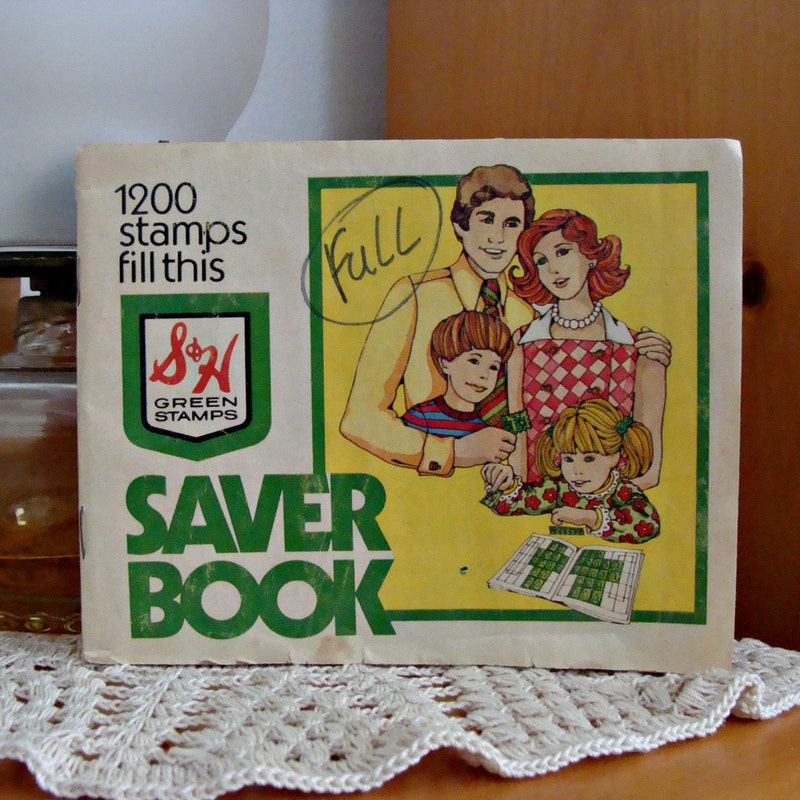 1200
stamps
fill this
Full
S&H
GREEN
STAMPS
SAVER
BOOK